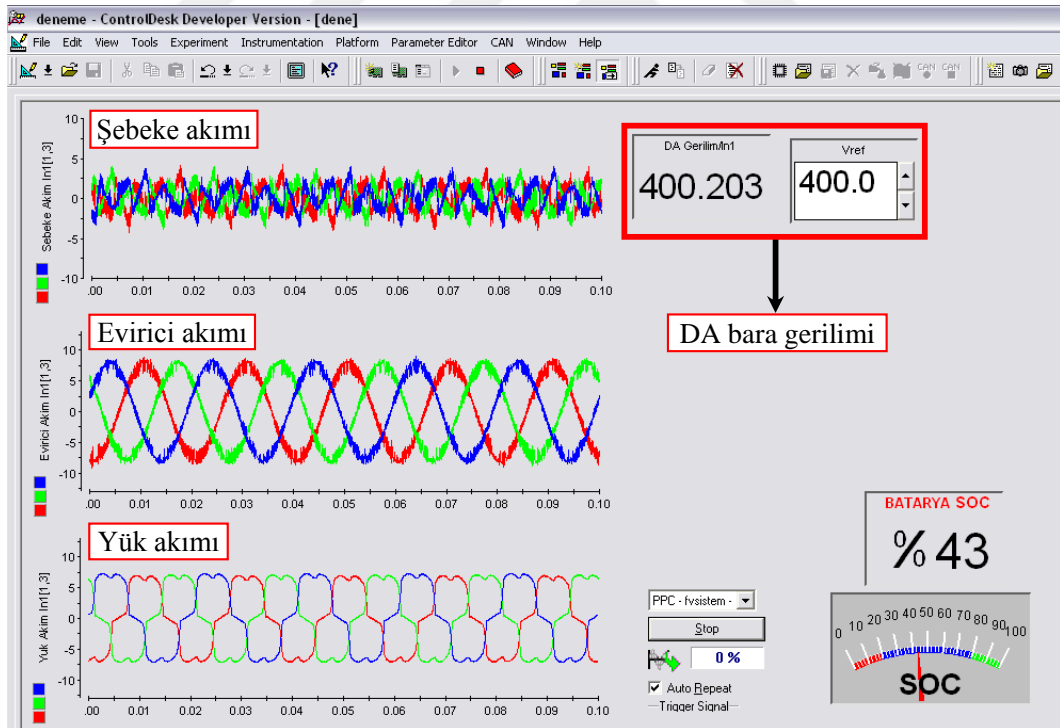 deneme - ControlDesk Developer Version - [dene]
File Edit View Tools Experiment Instrumentation Platform Parameter Editor CAN Window Help
CAN CAN
Şebeke akımı
Sebeke Akim In1[1,3]
10
5
0
-5
-10
.00 0.01 0.02 0.03 0.04 0.05 0.06 0.07 0.08 0.09 0.10
DA Gerilim/In1
400.203
Vref
400.0
DA bara gerilimi
Evirici akımı
Evirici Akim In1[1,3]
10
5
0
-5
-10
.00 0.01 0.02 0.03 0.04 0.05 0.06 0.07 0.08 0.09 0.10
Yük akımı
Yuk Akim In1[1,3]
10
5
0
-5
-10
.00 0.01 0.02 0.03 0.04 0.05 0.06 0.07 0.08 0.09 0.10
BATARYA SOC
%43
PPC - fvsistem -
Stop
0 %
Auto Repeat
Trigger Signal
0 10 20 30 40 50 60 70 80 90 100
SOC